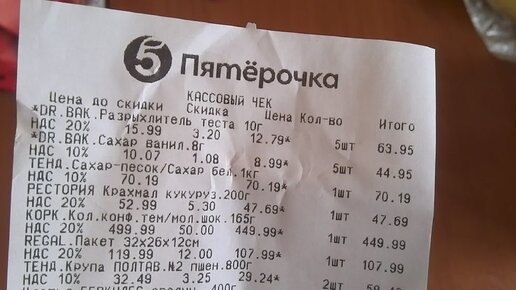 5 Пятёрочка
КАССОВЫЙ ЧЕК
Цена до скидки Скидка Цена Кол-во Итого
*DR.BAK.Разрыхлитель теста 10г
НДС 20% 15.99 3.20 12.79* 5шт 63.95
*DR.BAK.Сахар ванил.8г
НДС 10% 10.07 1.08 8.99* 5шт 44.95
ТЕНД.Сахар-песок/Сахар бел.1кг
НДС 10% 70.19 70.19* 1шт 70.19
РЕСТОРИЯ Крахмал кукуруз.200г
НДС 20% 52.99 5.30 47.69* 1шт 47.69
КОРК.Кол.конф.тем/мол.шок.165г
НДС 20% 499.99 50.00 449.99* 1шт 449.99
REGAL.Пакет 32х26х12см
НДС 20% 119.99 12.00 107.99* 1шт 107.99
ТЕНД.Крупа ПОЛТАВ.№2 пшен.800г
НДС 10% 32.49 3.25 29.24* 2шт
400г